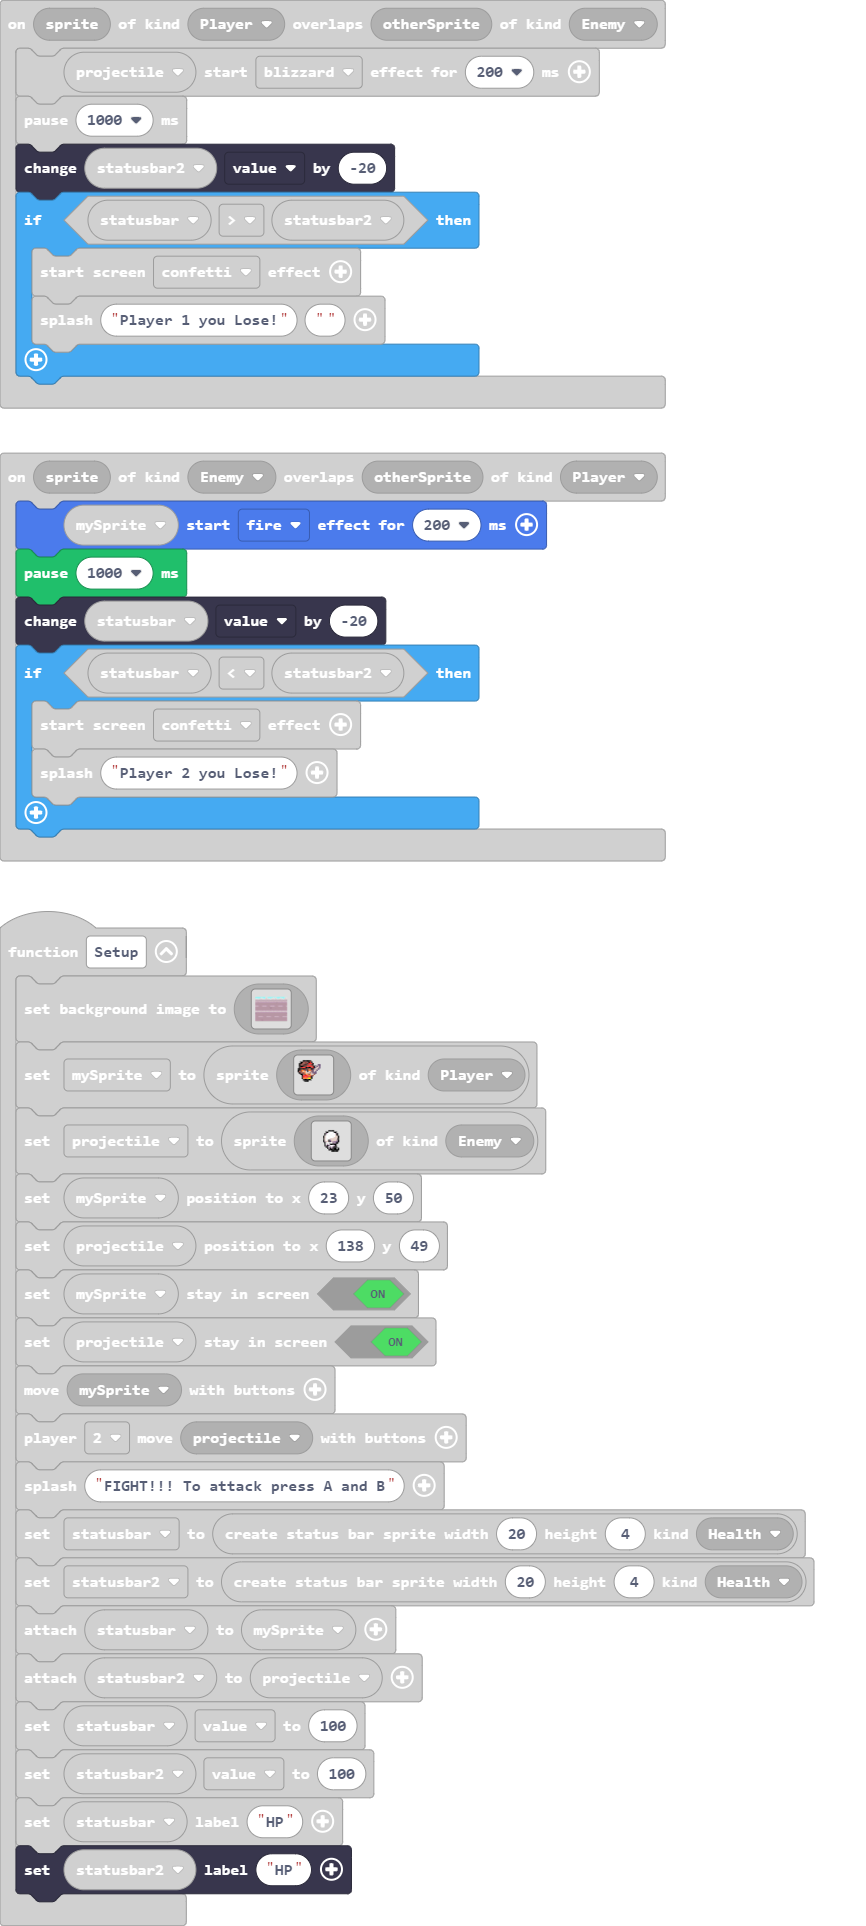 on sprite of kind Player overlaps otherSprite of kind Enemy
projectile start blizzard effect for 200 ms
pause 1000 ms
change statusbar2 value by -20
if statusbar > statusbar2 then
start screen confetti effect
splash "Player 1 you Lose!" " "
on sprite of kind Enemy overlaps otherSprite of kind Player
mySprite start fire effect for 200 ms
pause 1000 ms
change statusbar value by -20
if statusbar < statusbar2 then
start screen confetti effect
splash "Player 2 you Lose!"
function Setup
set background image to
set mySprite to sprite of kind Player
set projectile to sprite of kind Enemy
set mySprite position to x 23 y 50
set projectile position to x 138 y 49
set mySprite stay in screen ON
set projectile stay in screen ON
move mySprite with buttons
player 2 move projectile with buttons
splash "FIGHT!!! To attack press A and B"
set statusbar to create status bar sprite width 20 height 4 kind Health
set statusbar2 to create status bar sprite width 20 height 4 kind Health
attach statusbar to mySprite
attach statusbar2 to projectile
set statusbar value to 100
set statusbar2 value to 100
set statusbar label "HP"
set statusbar2 label "HP"